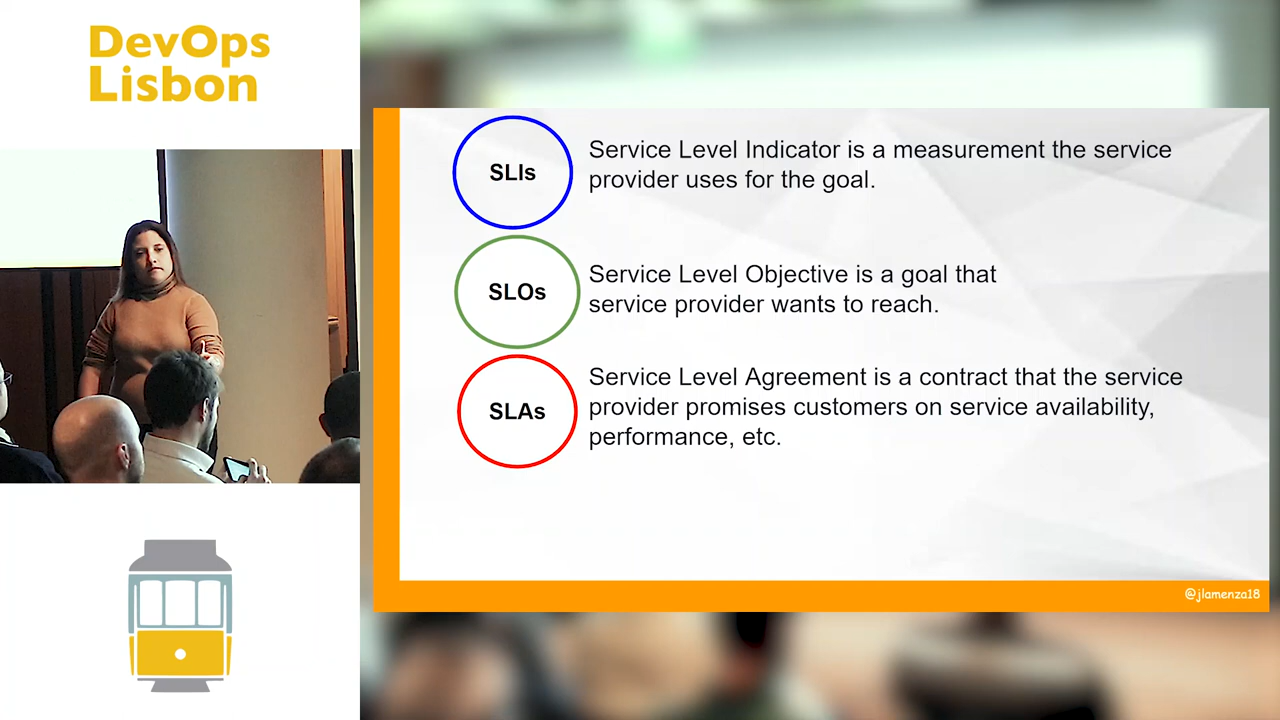 DevOps
Lisbon
SLIs
Service Level Indicator is a measurement the service
provider uses for the goal.
SLOs
Service Level Objective is a goal that
service provider wants to reach.
SLAs
Service Level Agreement is a contract that the service
provider promises customers on service availability,
performance, etc.
@jlamenza18